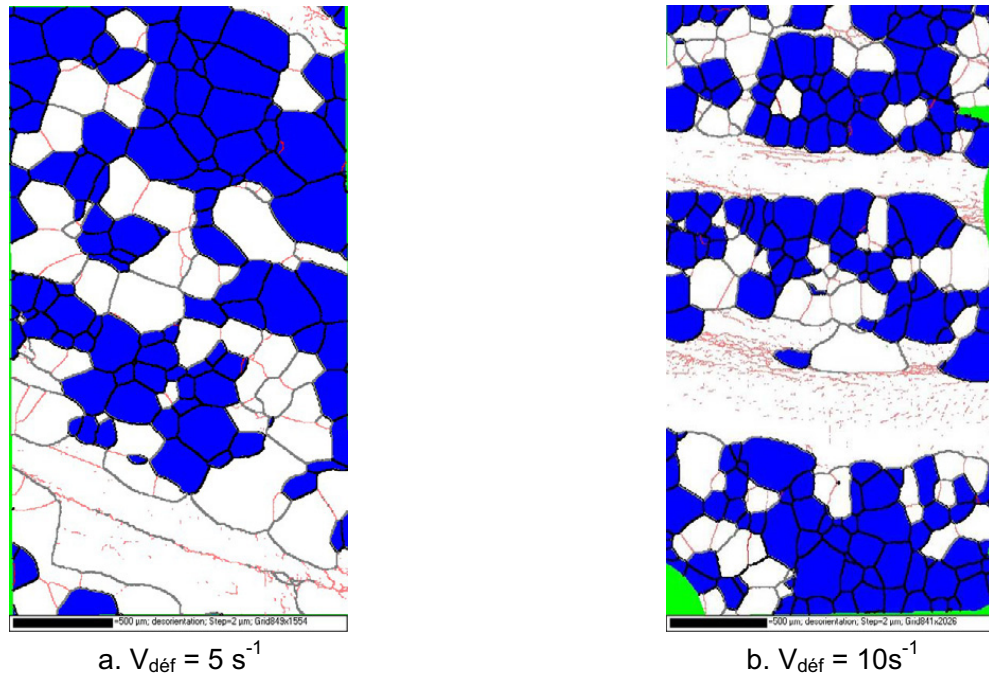 =500 µm; desorientation; Step=2 µm; Grid849x1554
=500 µm; desorientation; Step=2 µm; Grid841x2026
a. Vdéf = 5 s-1
b. Vdéf = 10s-1